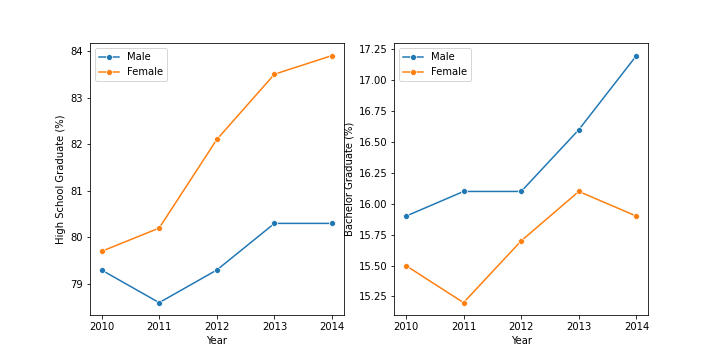 Male
Female
84
83
82
81
80
79
High School Graduate (%)
2010 2011 2012 2013 2014
Year
Male
Female
17.25
17.00
16.75
16.50
16.25
16.00
15.75
15.50
15.25
Bachelor Graduate (%)
2010 2011 2012 2013 2014
Year